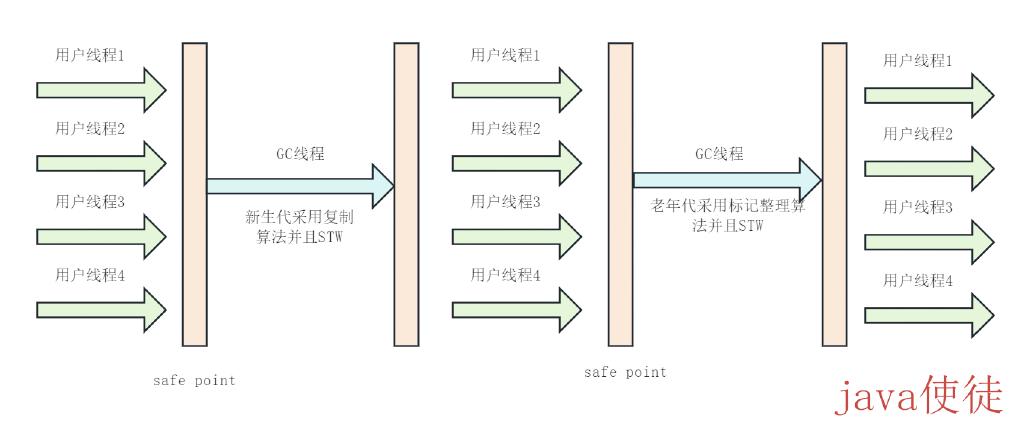 用户线程1
用户线程2
用户线程3
用户线程4
safe point
GC线程
新生代采用复制
算法并且STW
用户线程1
用户线程2
用户线程3
用户线程4
safe point
GC线程
老年代采用标记整理算
法并且STW
用户线程1
用户线程2
用户线程3
用户线程4
java使徒